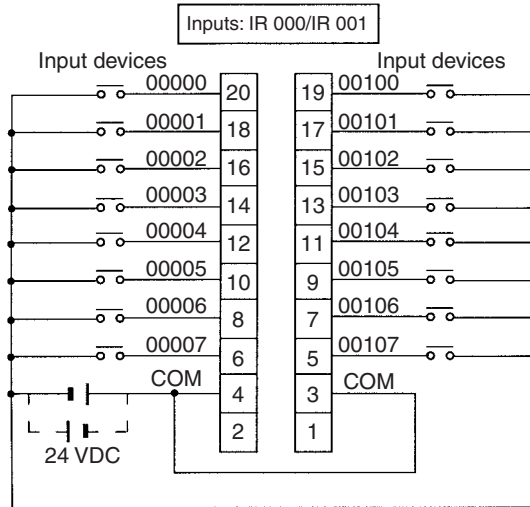 Inputs: IR 000/IR 001
Input devices Input devices
00000 20 19 00100
00001 18 17 00101
00002 16 15 00102
00003 14 13 00103
00004 12 11 00104
00005 10 9 00105
00006 8 7 00106
00007 6 5 00107
COM 4 3 COM
2 1
24 VDC